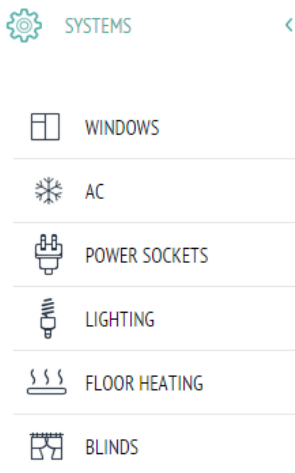 SYSTEMS
WINDOWS
AC
POWER SOCKETS
LIGHTING
FLOOR HEATING
BLINDS